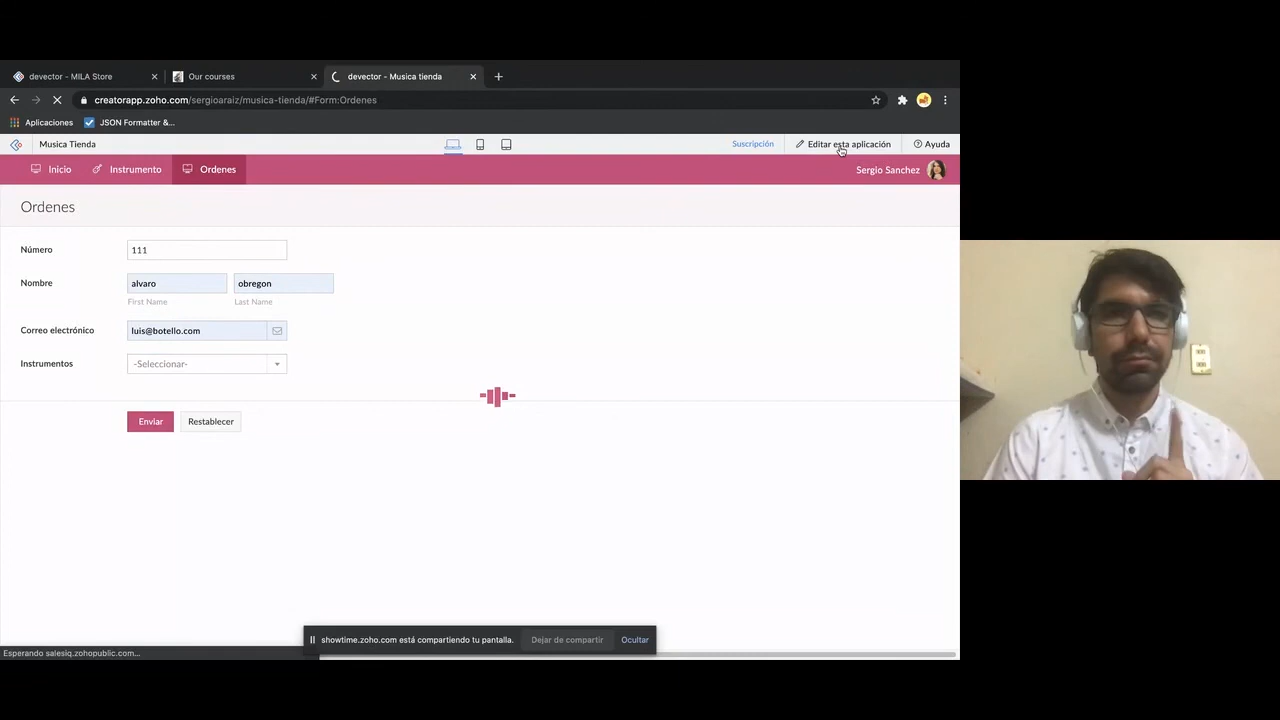 devector - MILA Store
Our courses
devector - Musica tienda
creatorapp.zoho.com/sergioaraiz/musica-tienda/#Form:Ordenes
Aplicaciones
JSON Formatter &...
Musica Tienda
Suscripción
Editar esta aplicación
Ayuda
Inicio
Instrumento
Ordenes
Sergio Sanchez
Ordenes
Número
111
Nombre
alvaro
obregon
First Name
Last Name
Correo electrónico
luis@botello.com
Instrumentos
-Seleccionar-
Enviar
Restablecer
showtime.zoho.com está compartiendo tu pantalla.
Dejar de compartir
Ocultar
Esperando salesiq.zohopublic.com...